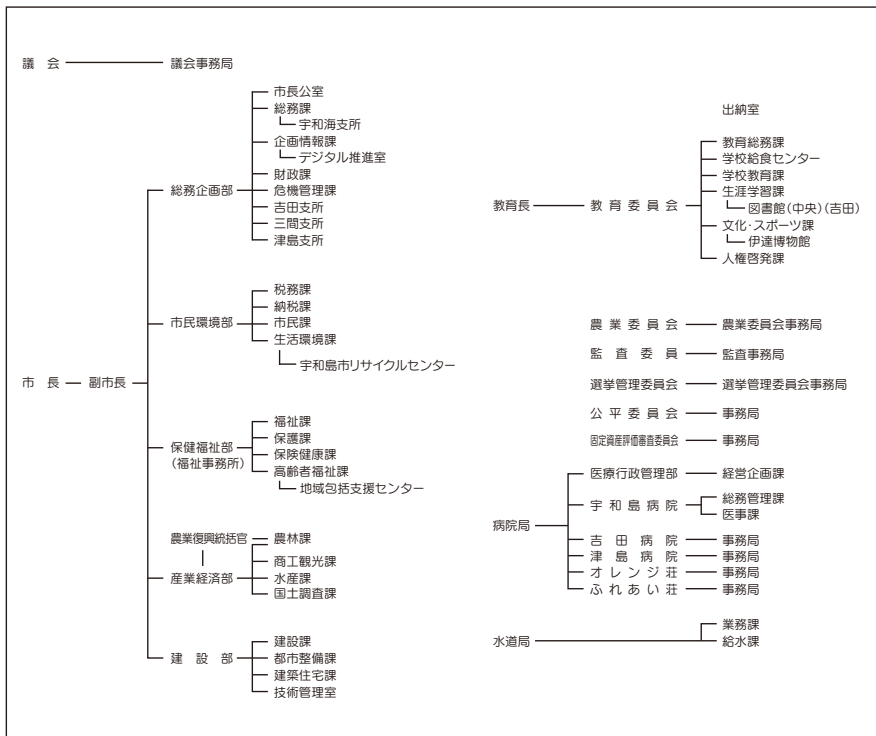 議会 議会事務局
市長公室
総務課
宇和海支所
企画情報課
デジタル推進室
財政課
総務企画部 危機管理課
吉田支所
三間支所
津島支所
税務課
納税課
市民環境部 市民課
生活環境課
宇和島市リサイクルセンター
市長 副市長
福祉課
保護課
保健福祉部 保険健康課
(福祉事務所) 高齢者福祉課
地域包括支援センター
農業復興統括官 農林課
商工観光課
産業経済部 水産課
国土調査課
建設課
建設部 都市整備課
建築住宅課
技術管理室
出納室
教育総務課
学校給食センター
学校教育課
生涯学習課
教育長 教育委員会 図書館(中央)(吉田)
文化・スポーツ課
伊達博物館
人権啓発課
農業委員会 農業委員会事務局
監査委員 監査事務局
選挙管理委員会 選挙管理委員会事務局
公平委員会 事務局
固定資産評価審査委員会 事務局
医療行政管理部 経営企画課
総務管理課
宇和島病院
医事課
病院局
吉田病院 事務局
津島病院 事務局
オレンジ荘 事務局
ふれあい荘 事務局
業務課
水道局 給水課